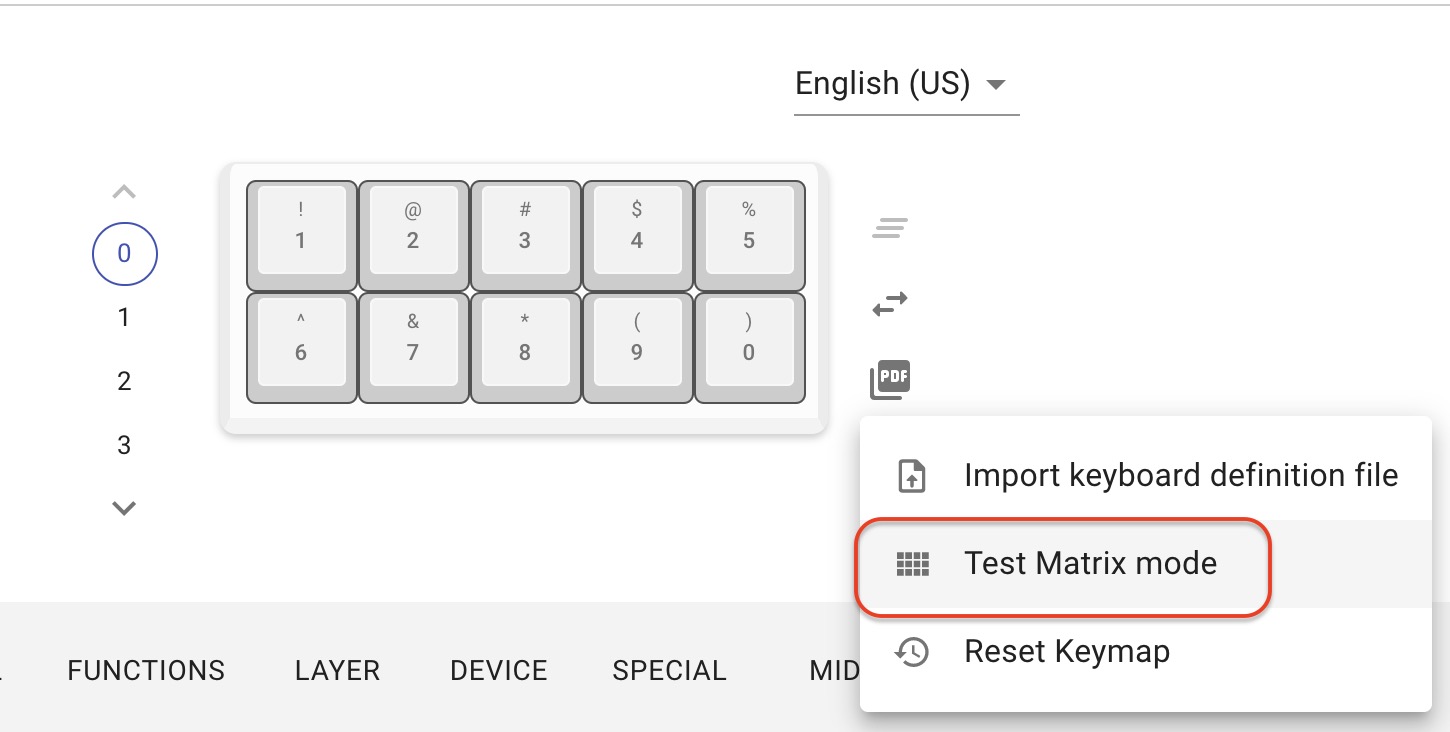 English (US)
! @ # $ %
1 2 3 4 5
^ & * ( )
6 7 8 9 0
0
1
2
3
PDF
Import keyboard definition file
Test Matrix mode
Reset Keymap
FUNCTIONS LAYER DEVICE SPECIAL MID